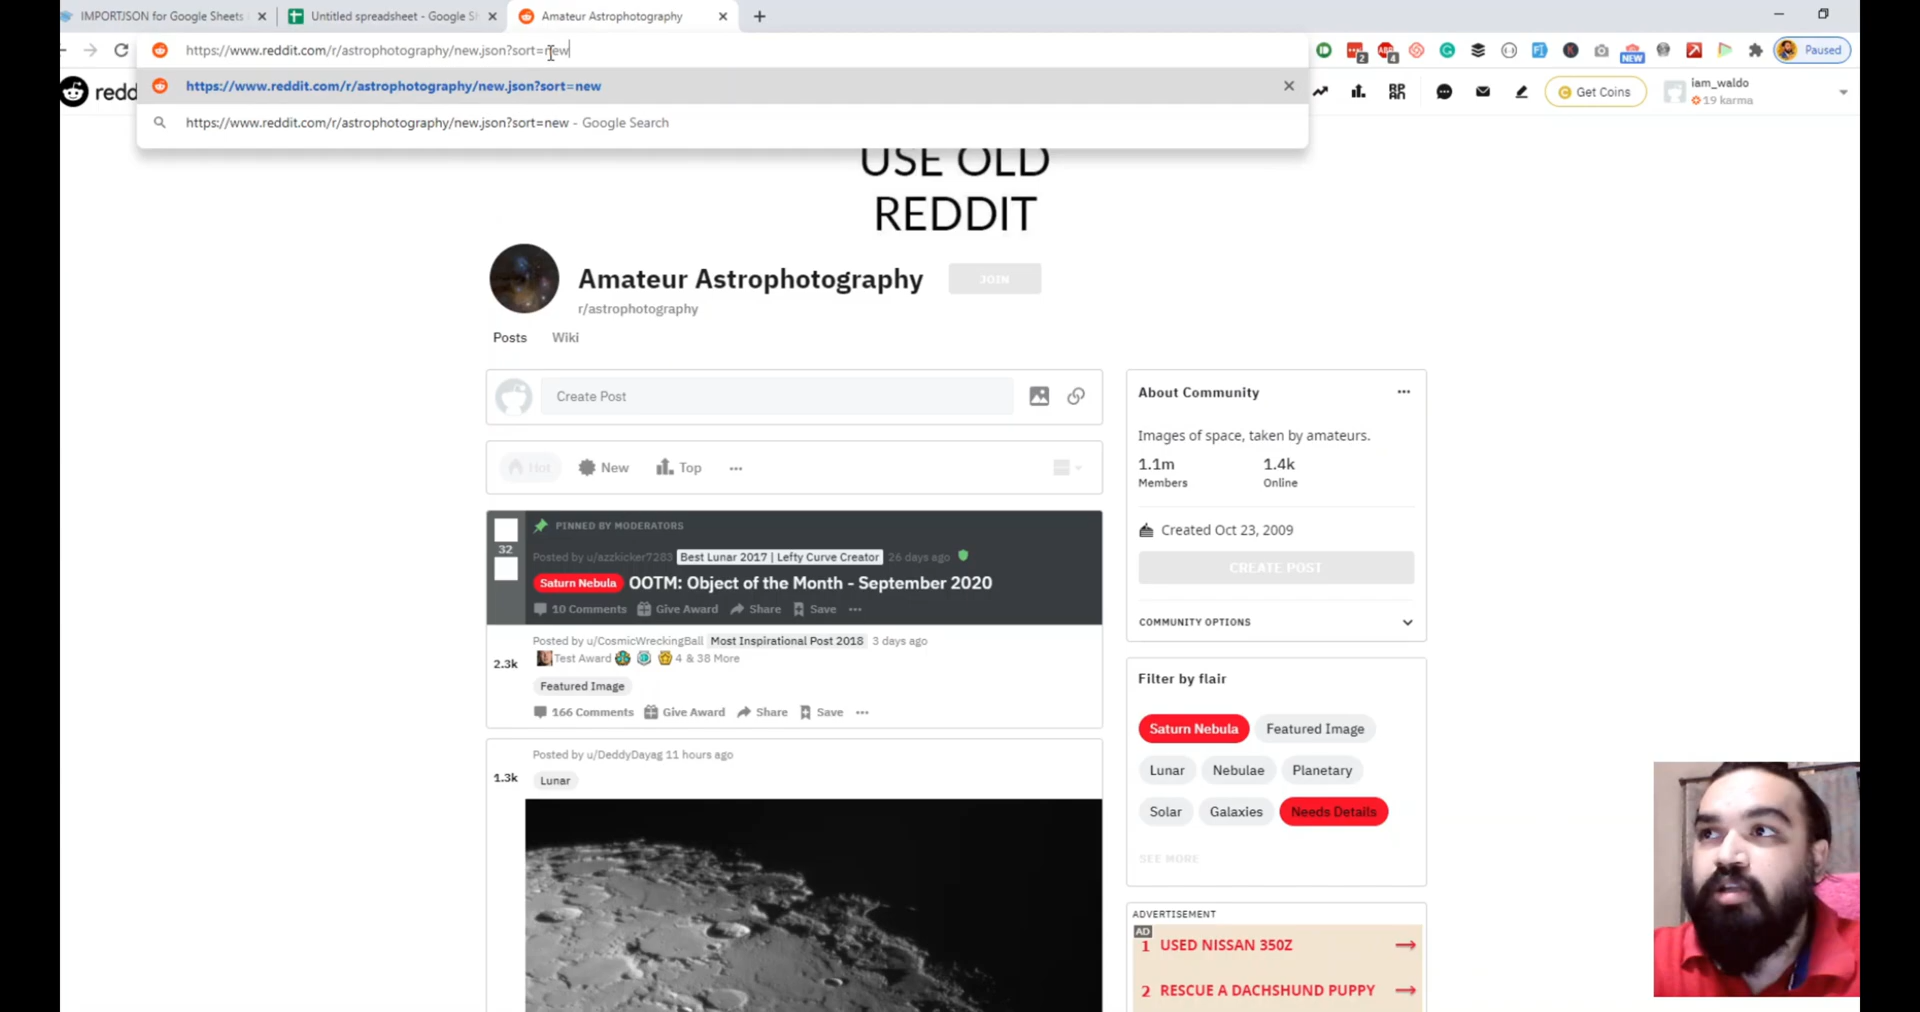 IMPORTJSON for Google Sheets
Untitled spreadsheet - Google S
Amateur Astrophotography
https://www.reddit.com/r/astrophotography/new.json?sort=new
2
4
NEW
Paused
https://www.reddit.com/r/astrophotography/new.json?sort=new
https://www.reddit.com/r/astrophotography/new.json?sort=new - Google Search
redd
Get Coins
iam_waldo
19 karma
USE OLD
REDDIT
Amateur Astrophotography
JOIN
r/astrophotography
Posts
Wiki
Create Post
Hot
New
Top
PINNED BY MODERATORS
32
Posted by u/azzkicker7283 Best Lunar 2017 | Lefty Curve Creator 26 days ago
Saturn Nebula OOTM: Object of the Month - September 2020
10 Comments Give Award Share Save
Posted by u/CosmicWreckingBall Most Inspirational Post 2018 3 days ago
2.3k
Test Award 4 & 38 More
Featured Image
166 Comments Give Award Share Save
Posted by u/DeddyDayag 11 hours ago
1.3k
Lunar
About Community
Images of space, taken by amateurs.
1.1m 1.4k
Members Online
Created Oct 23, 2009
CREATE POST
COMMUNITY OPTIONS
Filter by flair
Saturn Nebula Featured Image
Lunar Nebulae Planetary
Solar Galaxies Needs Details
SEE MORE
ADVERTISEMENT
AD
1 USED NISSAN 350Z
2 RESCUE A DACHSHUND PUPPY